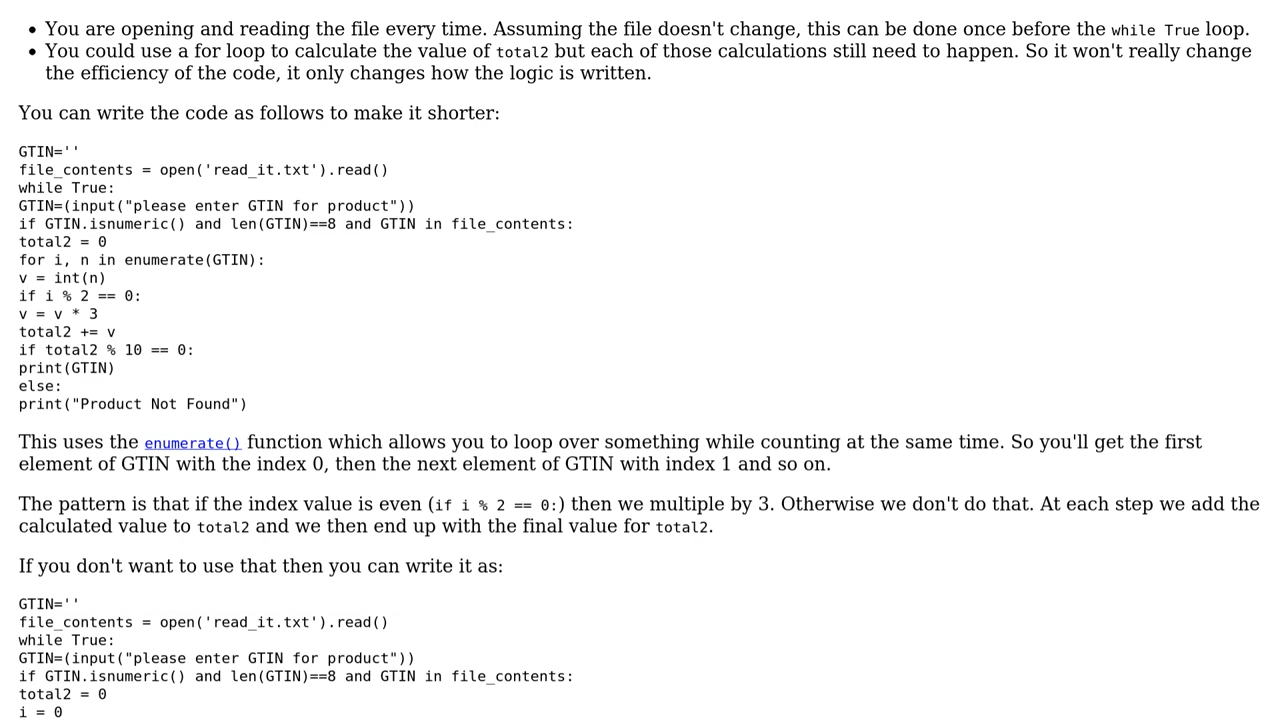 • You are opening and reading the file every time. Assuming the file doesn't change, this can be done once before the while True loop.
• You could use a for loop to calculate the value of total2 but each of those calculations still need to happen. So it won't really change
the efficiency of the code, it only changes how the logic is written.
You can write the code as follows to make it shorter:
GTIN=''
file_contents = open('read_it.txt').read()
while True:
GTIN=(input("please enter GTIN for product"))
if GTIN.isnumeric() and len(GTIN)==8 and GTIN in file_contents:
total2 = 0
for i, n in enumerate(GTIN):
v = int(n)
if i % 2 == 0:
v = v * 3
total2 += v
if total2 % 10 == 0:
print(GTIN)
else:
print("Product Not Found")
This uses the enumerate() function which allows you to loop over something while counting at the same time. So you'll get the first
element of GTIN with the index 0, then the next element of GTIN with index 1 and so on.
The pattern is that if the index value is even (if i % 2 == 0:) then we multiple by 3. Otherwise we don't do that. At each step we add the
calculated value to total2 and we then end up with the final value for total2.
If you don't want to use that then you can write it as:
GTIN=''
file_contents = open('read_it.txt').read()
while True:
GTIN=(input("please enter GTIN for product"))
if GTIN.isnumeric() and len(GTIN)==8 and GTIN in file_contents:
total2 = 0
i = 0